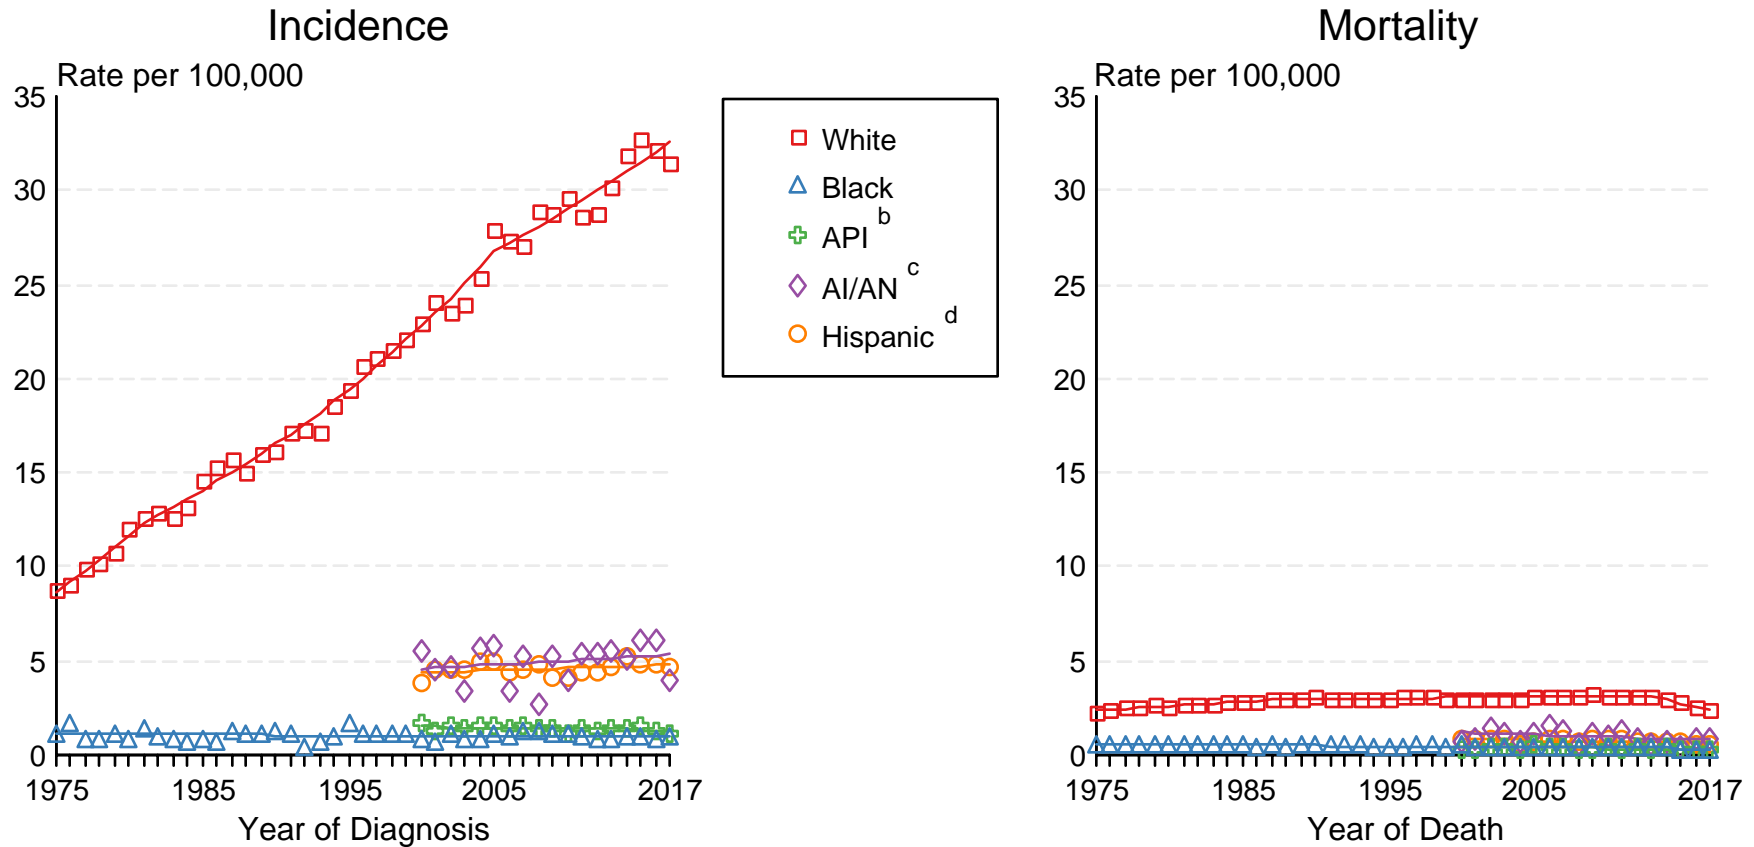 Incidence
Rate per 100,000
35
30
25
20
15
10
5
0
1975 1985 1995 2005 2017
Year of Diagnosis
White
Black
API b
AI/AN c
Hispanic d
Mortality
Rate per 100,000
35
30
25
20
15
10
5
0
1975 1985 1995 2005 2017
Year of Death